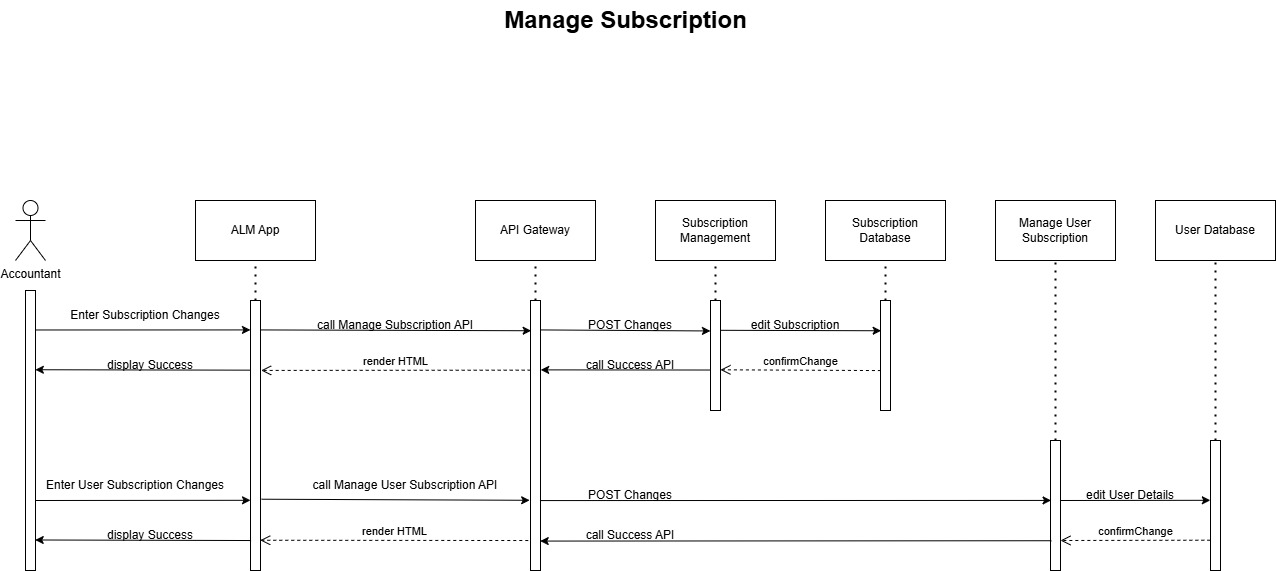 Manage Subscription
Accountant
ALM App
API Gateway
Subscription
Management
Subscription
Database
Manage User
Subscription
User Database
Enter Subscription Changes
call Manage Subscription API
POST Changes
edit Subscription
display Success
render HTML
call Success API
confirmChange
Enter User Subscription Changes
call Manage User Subscription API
POST Changes
edit User Details
display Success
render HTML
call Success API
confirmChange